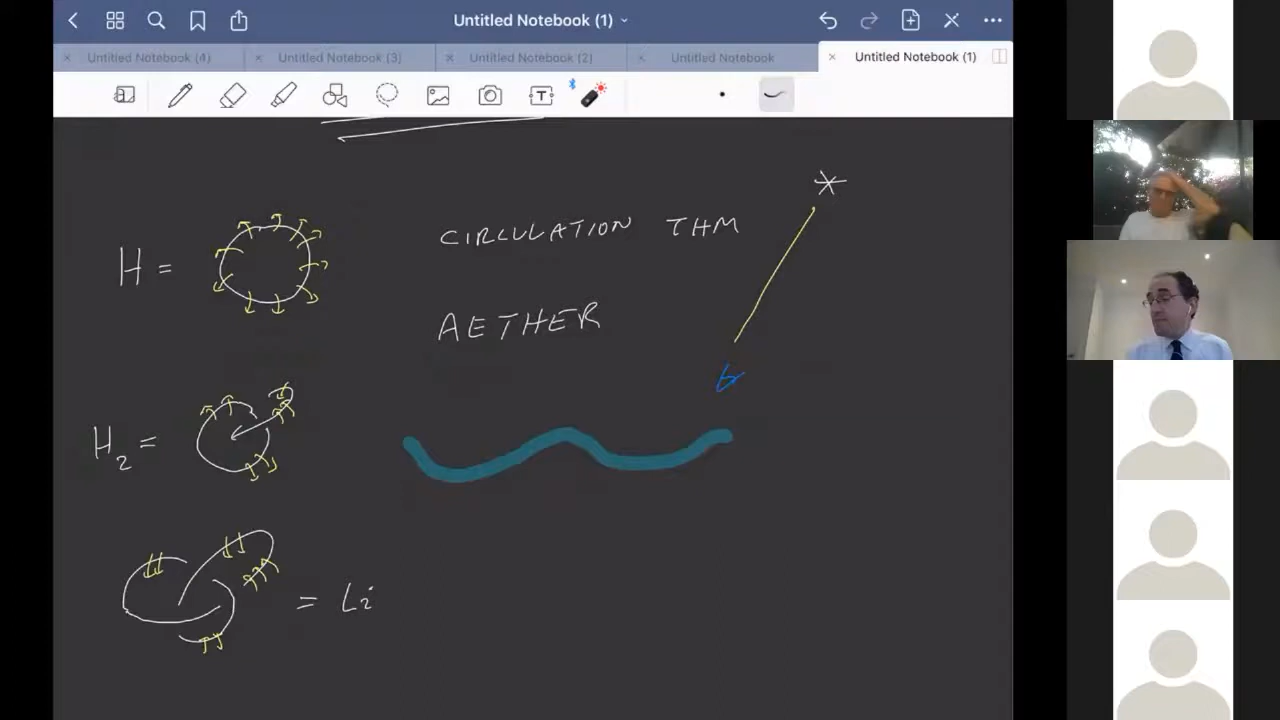 Untitled Notebook (1)
Untitled Notebook (4)
Untitled Notebook (3)
Untitled Notebook (2)
Untitled Notebook
Untitled Notebook (1)
H =
CIRCULATION THM
AETHER
H2 =
= Li